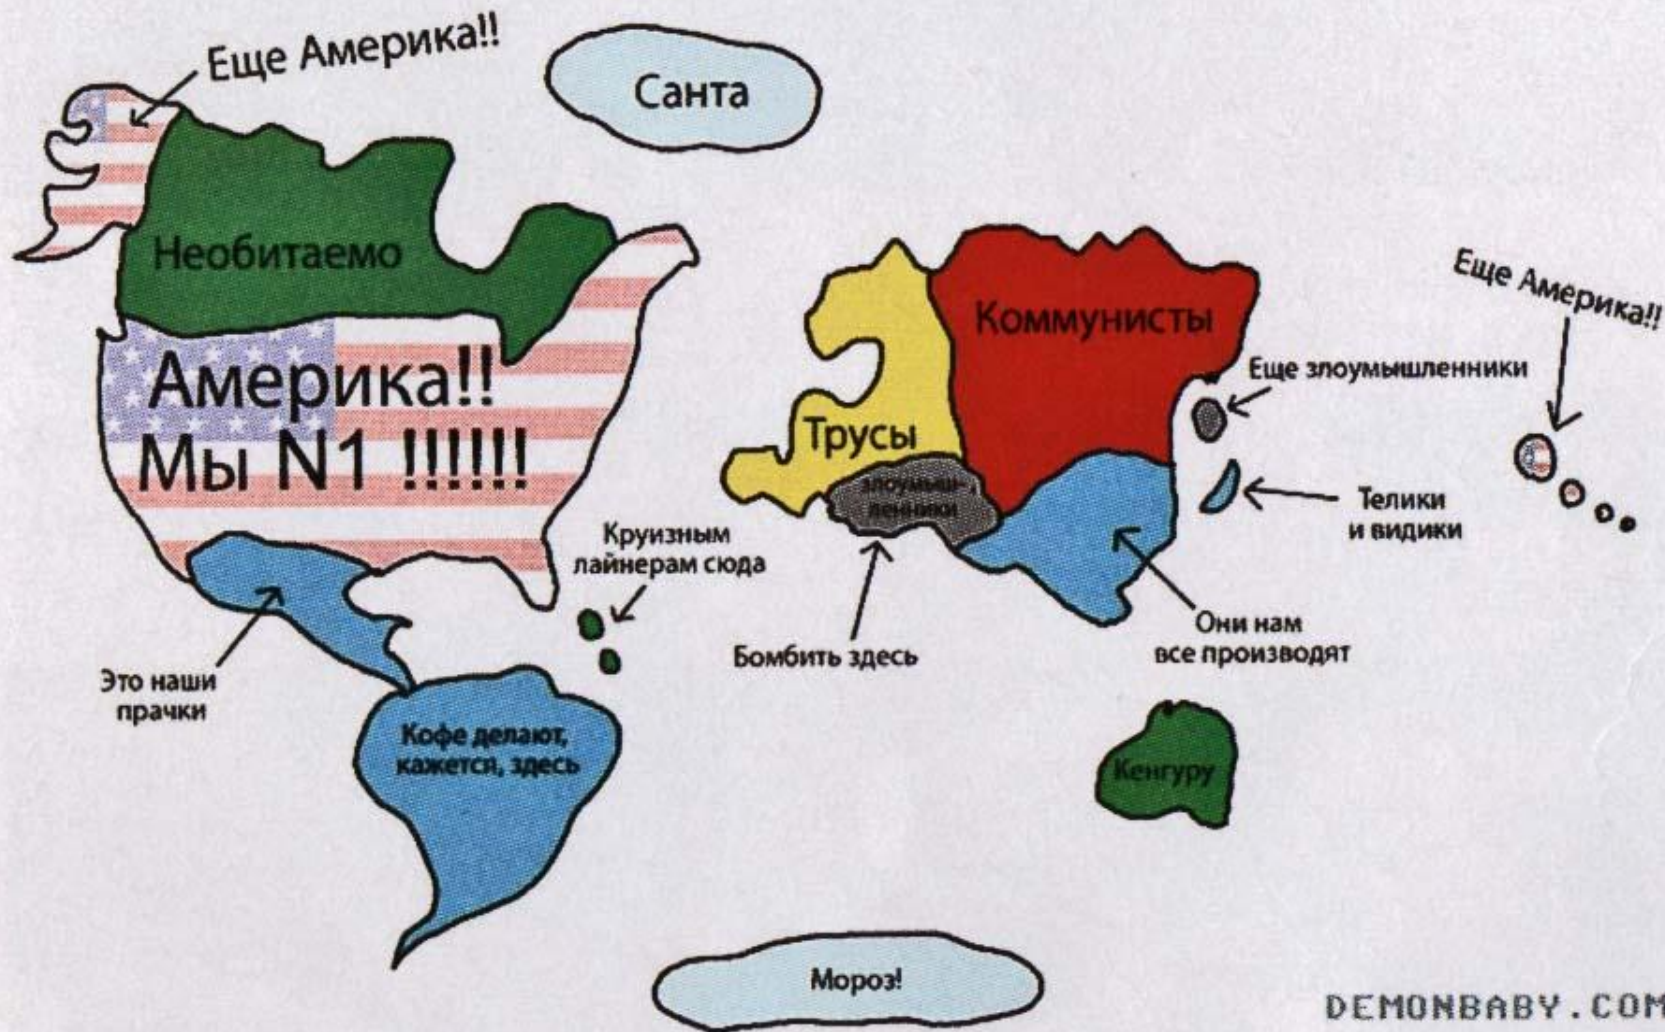 Еще Америка!!
Санта
Необитаемо
Америка!!
Мы N1 !!!!!!
Трусы
Коммунисты
Еще Америка!!
Еще злоумышленники
злоумыш-
ленники
Телики
и видики
Круизным
лайнерам сюда
Бомбить здесь
Они нам
все производят
Это наши
прачки
Кофе делают,
кажется, здесь
Кенгуру
Мороз!
DEMONBABY.COM